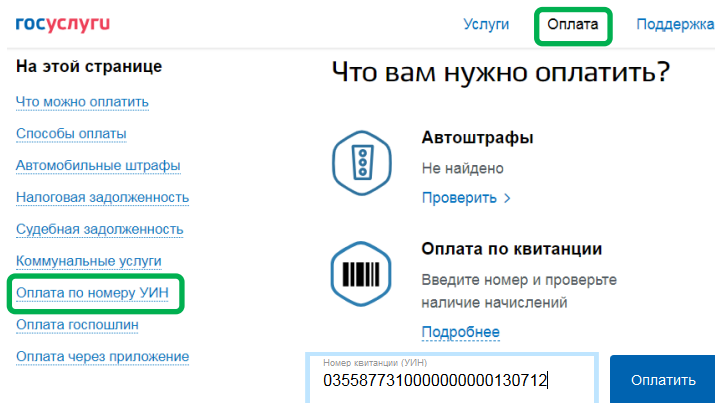 госуслуги
Услуги
Оплата
Поддержка
На этой странице
Что можно оплатить
Способы оплаты
Автомобильные штрафы
Налоговая задолженность
Судебная задолженность
Коммунальные услуги
Оплата по номеру УИН
Оплата госпошлин
Оплата через приложение
Что вам нужно оплатить?
Автоштрафы
Не найдено
Проверить >
Оплата по квитанции
Введите номер и проверьте
наличие начислений
Подробнее
Номер квитанции (УИН)
0355877310000000000130712
Оплатить